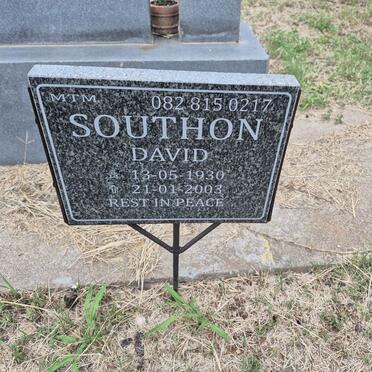 MTM 082 815 0217
SOUTHON
DAVID
13-05-1930
21-01-2003
REST IN PEACE